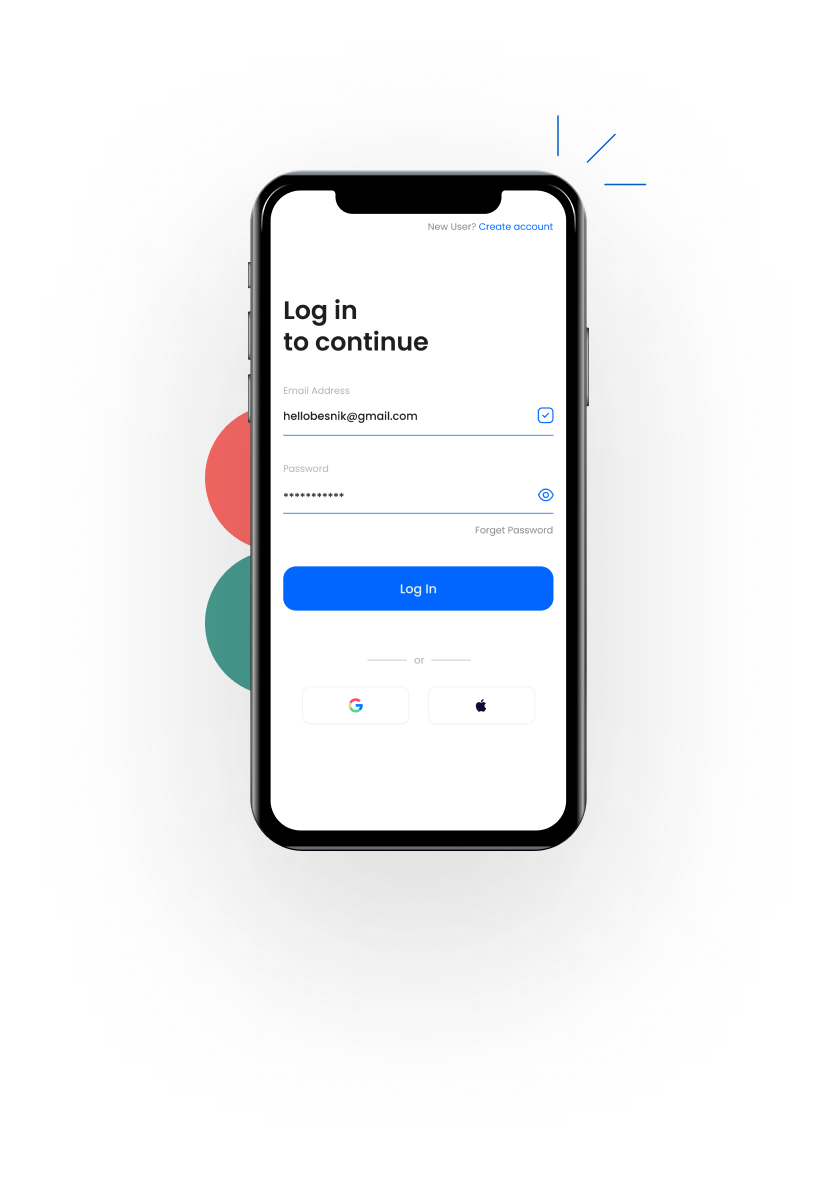 New User? Create account
Log in
to continue
Email Address
hellobesnik@gmail.com
Password
***********
Forget Password
Log In
or